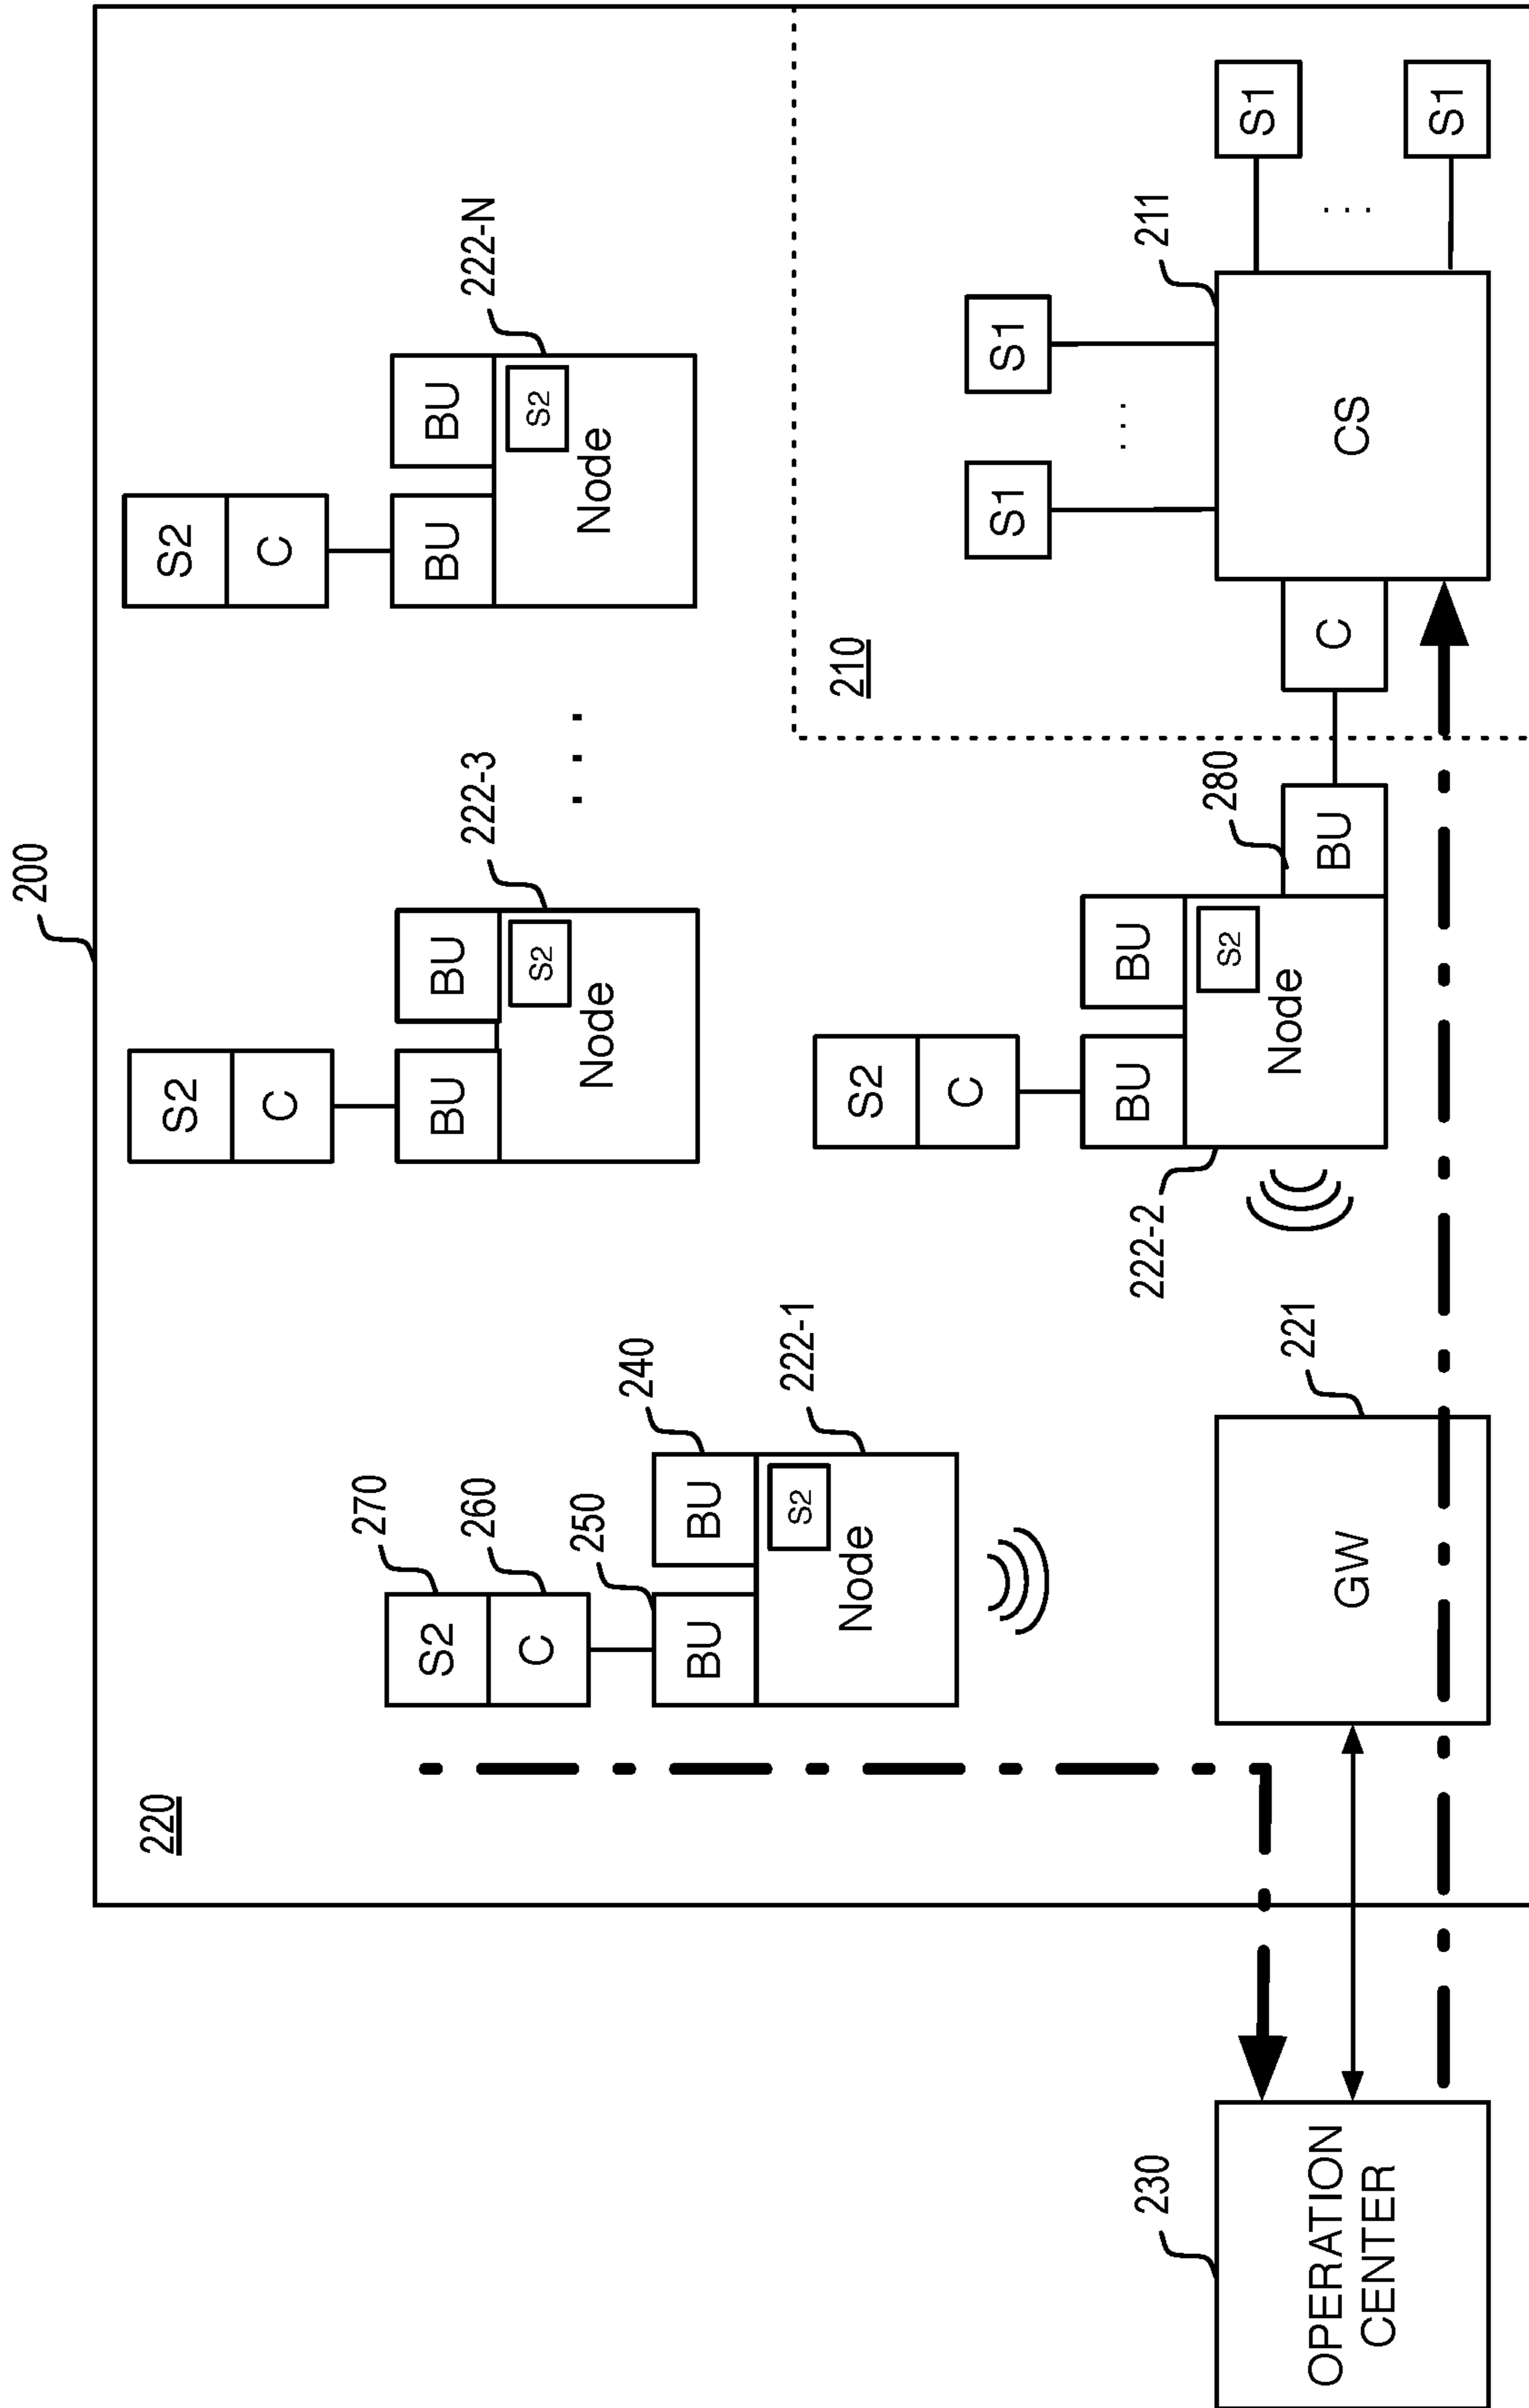 200
220
S2
C
BU
BU
S2
Node
222-3
. . .
S2
C
BU
BU
S2
Node
222-N
270
S2
260
C
250
BU
240
BU
S2
Node
222-1
S2
C
BU
BU
S2
Node
222-2
280
BU
210
C
S1
. . .
S1
211
CS
S1
. . .
S1
230
OPERATION
CENTER
GW
221